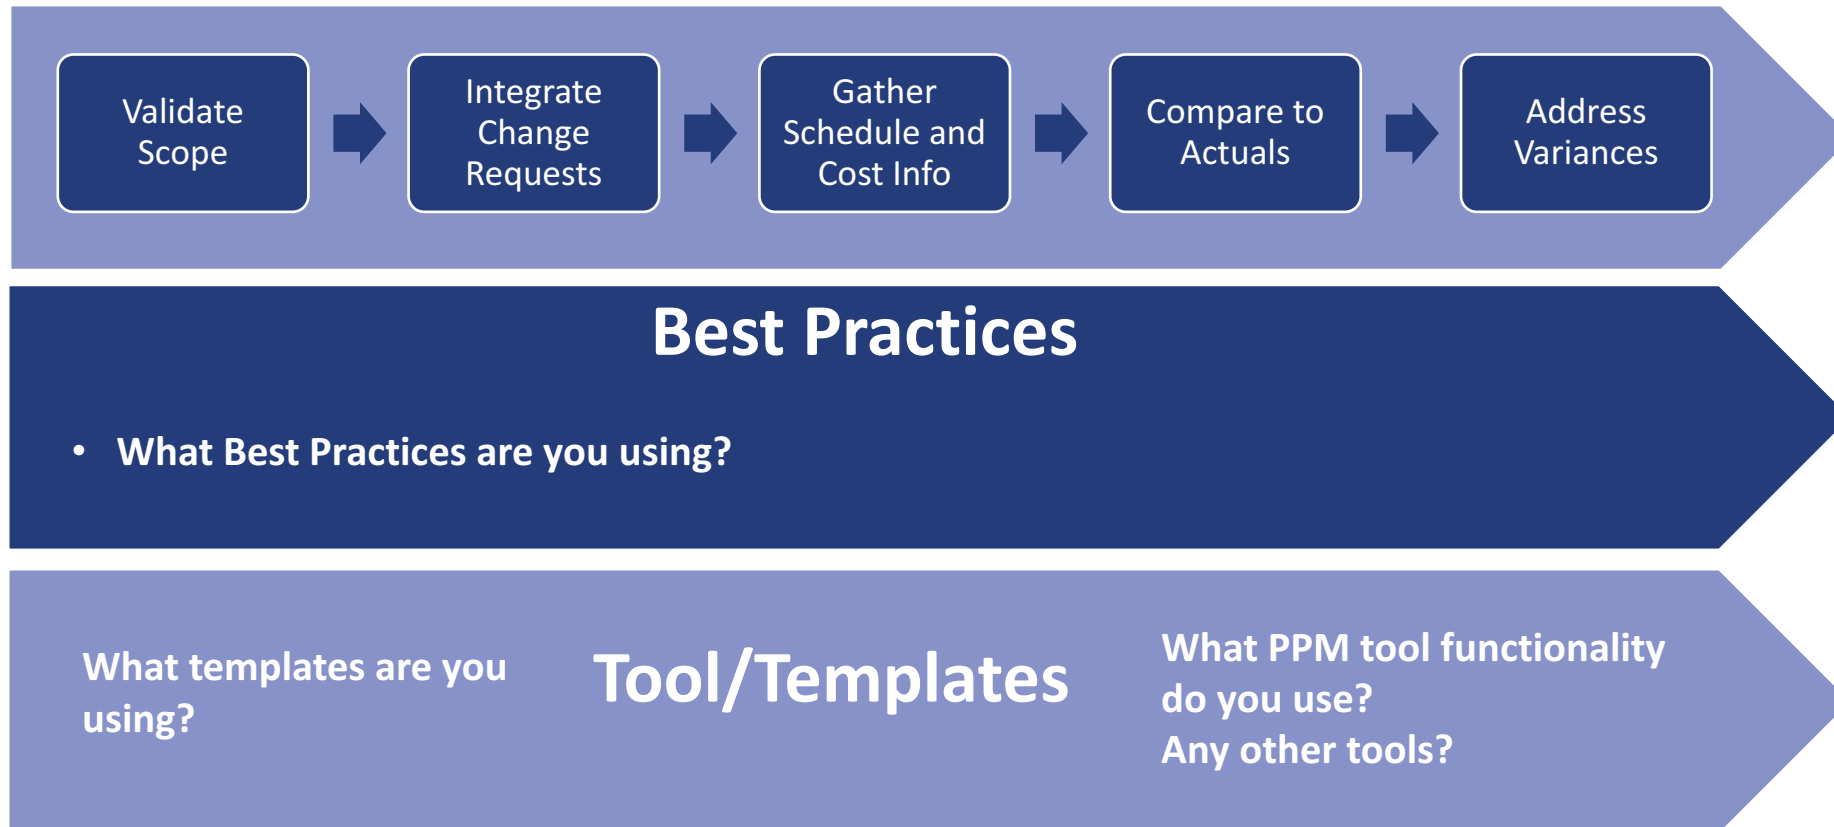 Validate
Scope
Integrate
Change
Requests
Gather
Schedule and
Cost Info
Compare to
Actuals
Address
Variances
Best Practices
• What Best Practices are you using?
What templates are you
using?
Tool/Templates
What PPM tool functionality
do you use?
Any other tools?